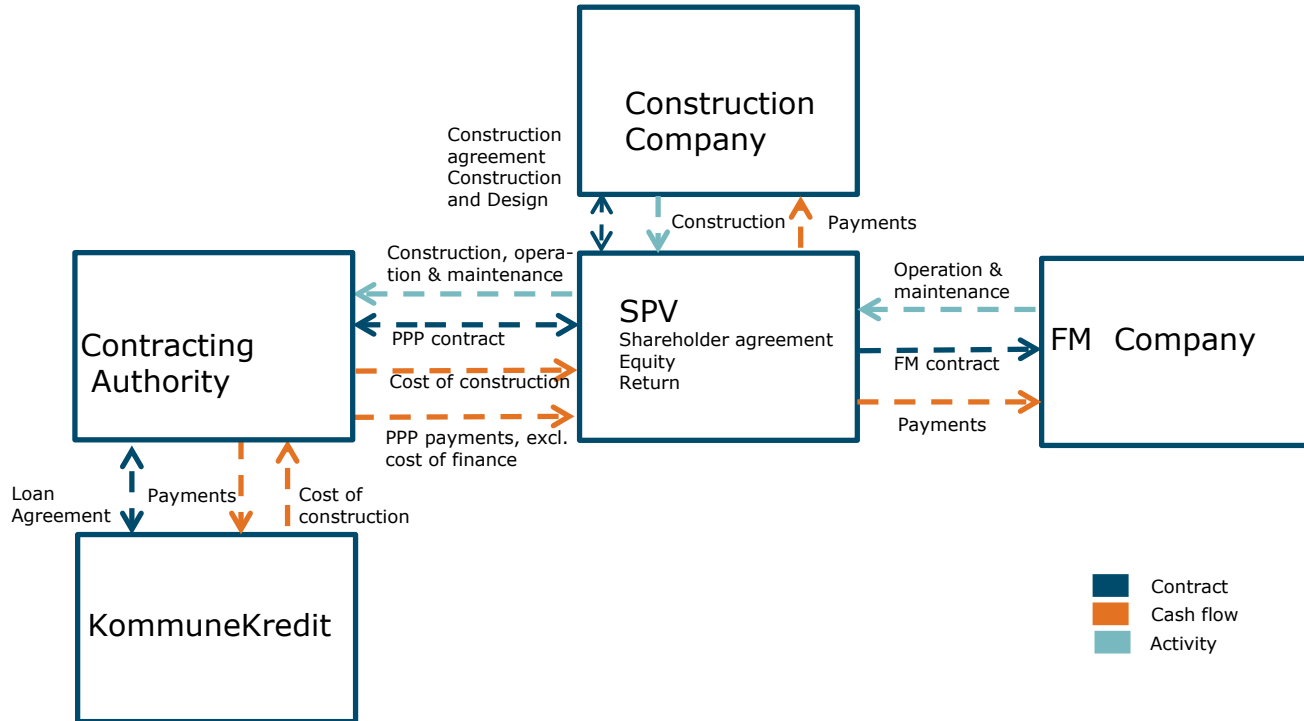 Construction
Company
Construction
agreement
Construction
and Design
Construction
Payments
Construction, opera-
tion & maintenance
Operation &
maintenance
SPV
Shareholder agreement
Equity
Return
Contracting
Authority
PPP contract
FM Company
FM contract
Cost of construction
Payments
PPP payments, excl.
cost of finance
Loan
Agreement
Payments
Cost of
construction
KommuneKredit
Contract
Cash flow
Activity